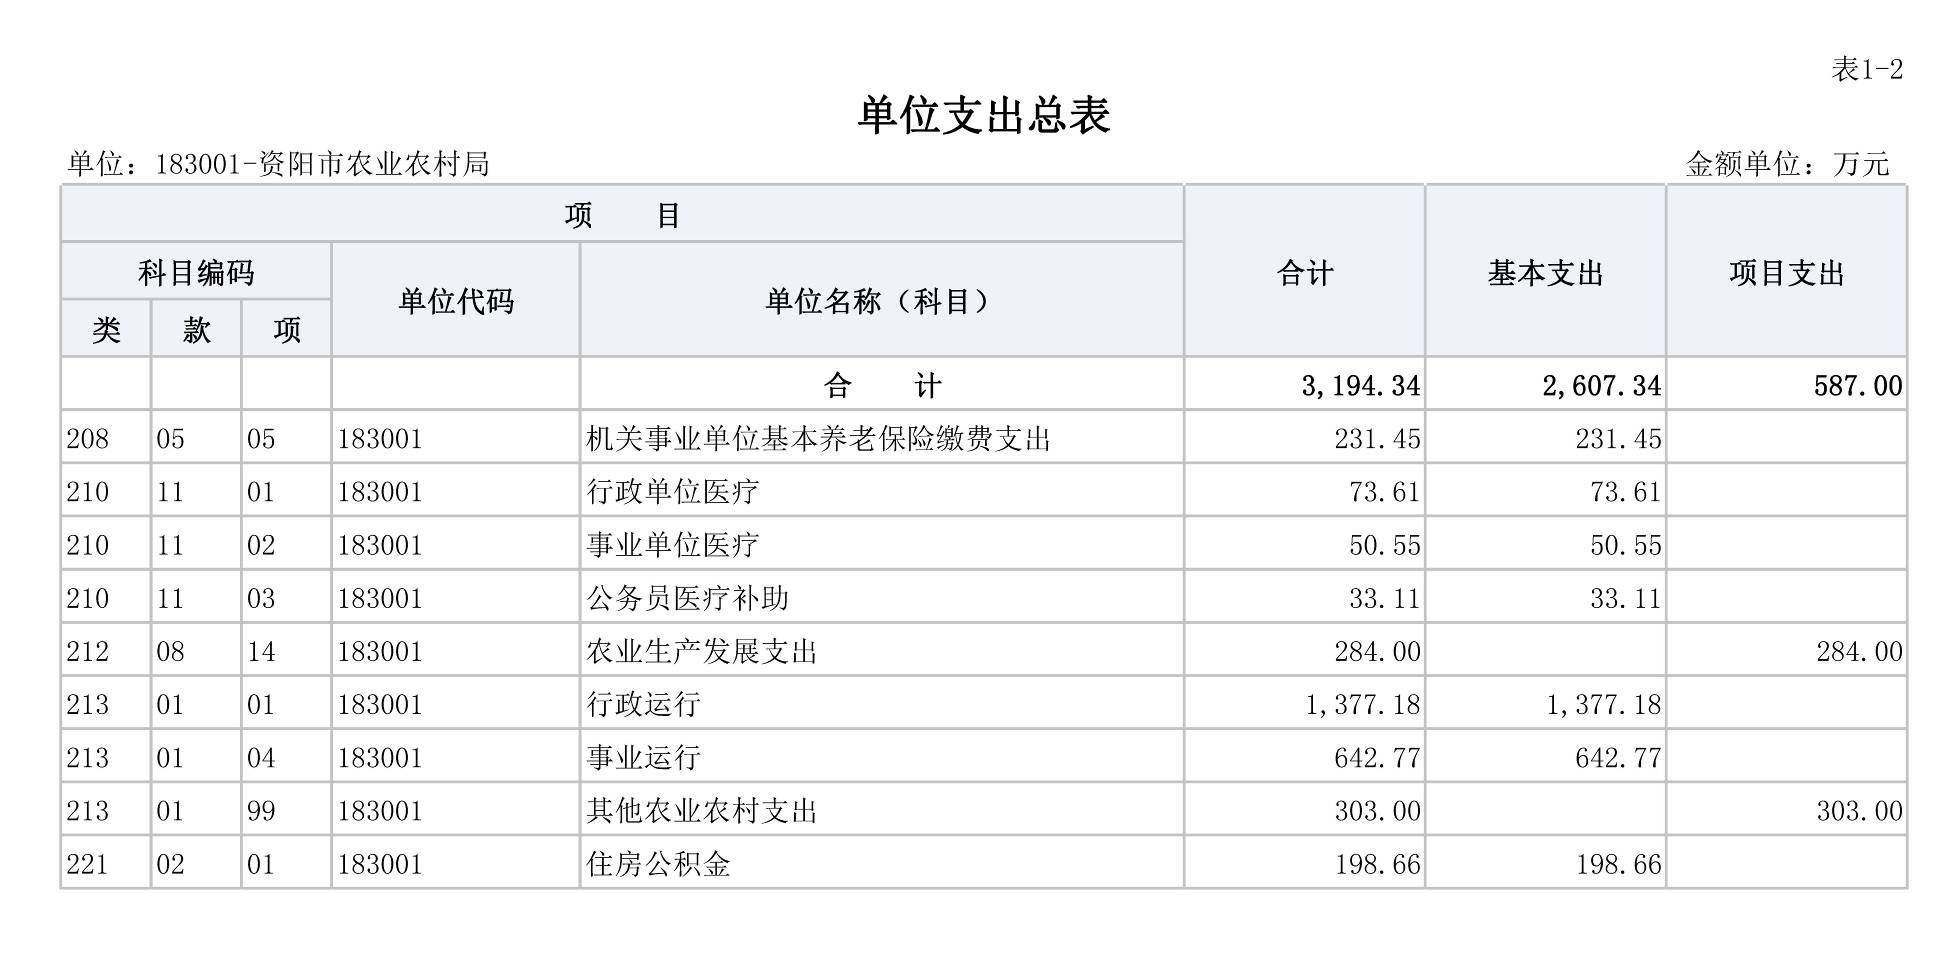 表1-2
单位支出总表
单位：183001-资阳市农业农村局 金额单位：万元
项 目 合计 基本支出 项目支出
科目编码 单位代码 单位名称（科目）
类 款 项
合 计 3,194.34 2,607.34 587.00
208 05 05 183001 机关事业单位基本养老保险缴费支出 231.45 231.45
210 11 01 183001 行政单位医疗 73.61 73.61
210 11 02 183001 事业单位医疗 50.55 50.55
210 11 03 183001 公务员医疗补助 33.11 33.11
212 08 14 183001 农业生产发展支出 284.00 284.00
213 01 01 183001 行政运行 1,377.18 1,377.18
213 01 04 183001 事业运行 642.77 642.77
213 01 99 183001 其他农业农村支出 303.00 303.00
221 02 01 183001 住房公积金 198.66 198.66